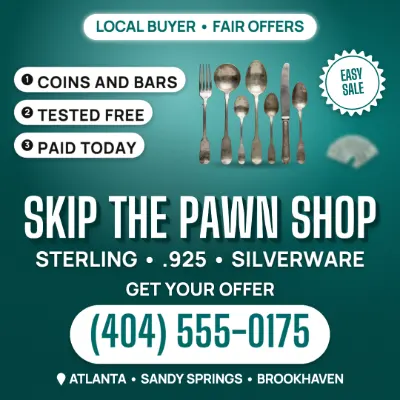 LOCAL BUYER • FAIR OFFERS
EASY
SALE
1 COINS AND BARS
2 TESTED FREE
3 PAID TODAY
SKIP THE PAWN SHOP
STERLING • .925 • SILVERWARE
GET YOUR OFFER
(404) 555-0175
ATLANTA • SANDY SPRINGS • BROOKHAVEN